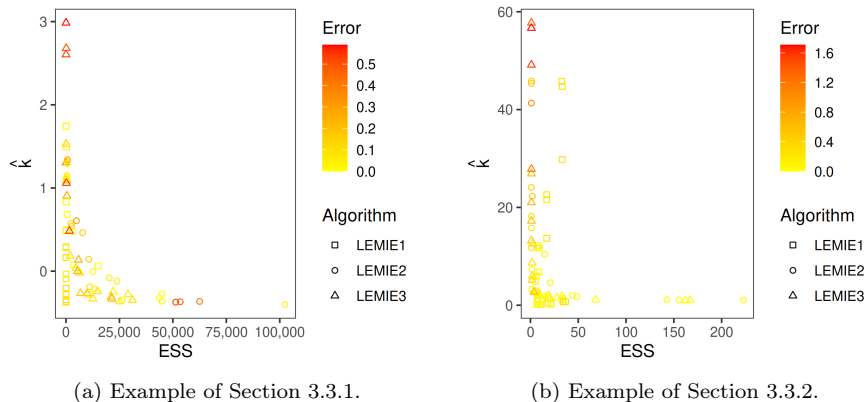 3
2
1
0
k̂
0
25,000
50,000
75,000
100,000
ESS
Error
0.5
0.4
0.3
0.2
0.1
0.0
Algorithm
LEMIE1
LEMIE2
LEMIE3
(a) Example of Section 3.3.1.
60
40
20
0
k̂
0
50
100
150
200
ESS
Error
1.6
1.2
0.8
0.4
0.0
Algorithm
LEMIE1
LEMIE2
LEMIE3
(b) Example of Section 3.3.2.